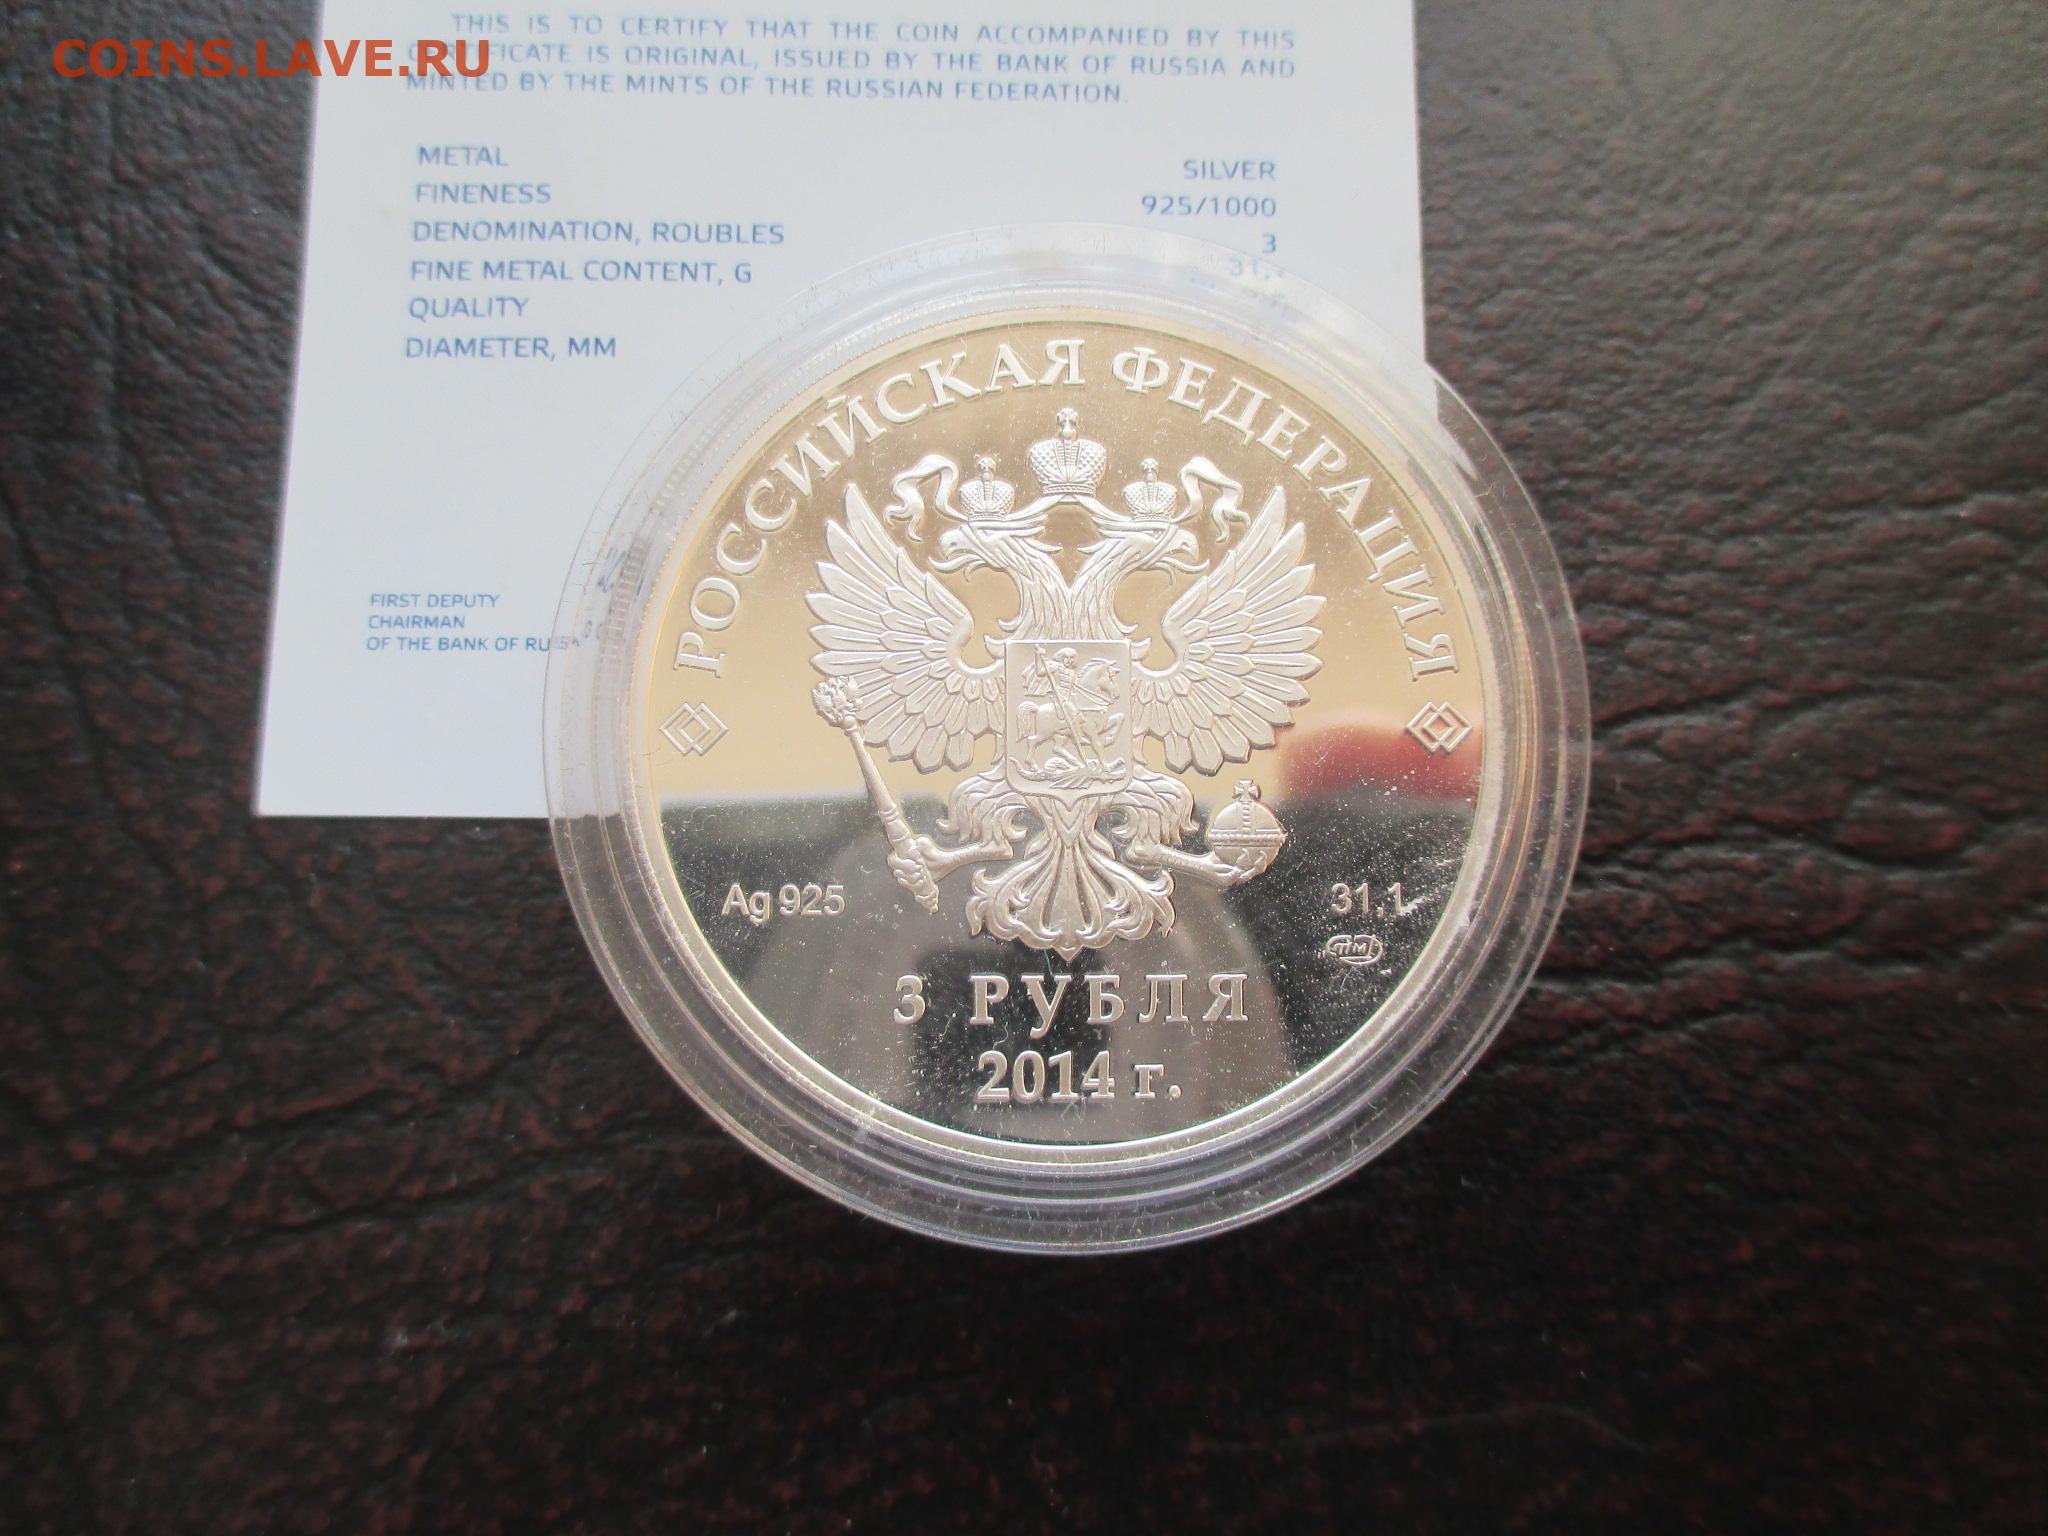 THIS IS TO CERTIFY THAT THE COIN ACCOMPANIED BY THIS
COINS.LAVE.RU
IS ORIGINAL, ISSUED BY THE BANK OF RUSSIA AND
MINTED BY THE MINTS OF THE RUSSIAN FEDERATION.
METAL SILVER
FINENESS 925/1000
DENOMINATION, ROUBLES 3
FINE METAL CONTENT, G 31,
QUALITY
DIAMETER, MM
FIRST DEPUTY
CHAIRMAN
OF THE BANK OF RUSSIA
РОССИЙСКАЯ ФЕДЕРАЦИЯ
Ag 925
31,1
3 РУБЛЯ
2014 г.